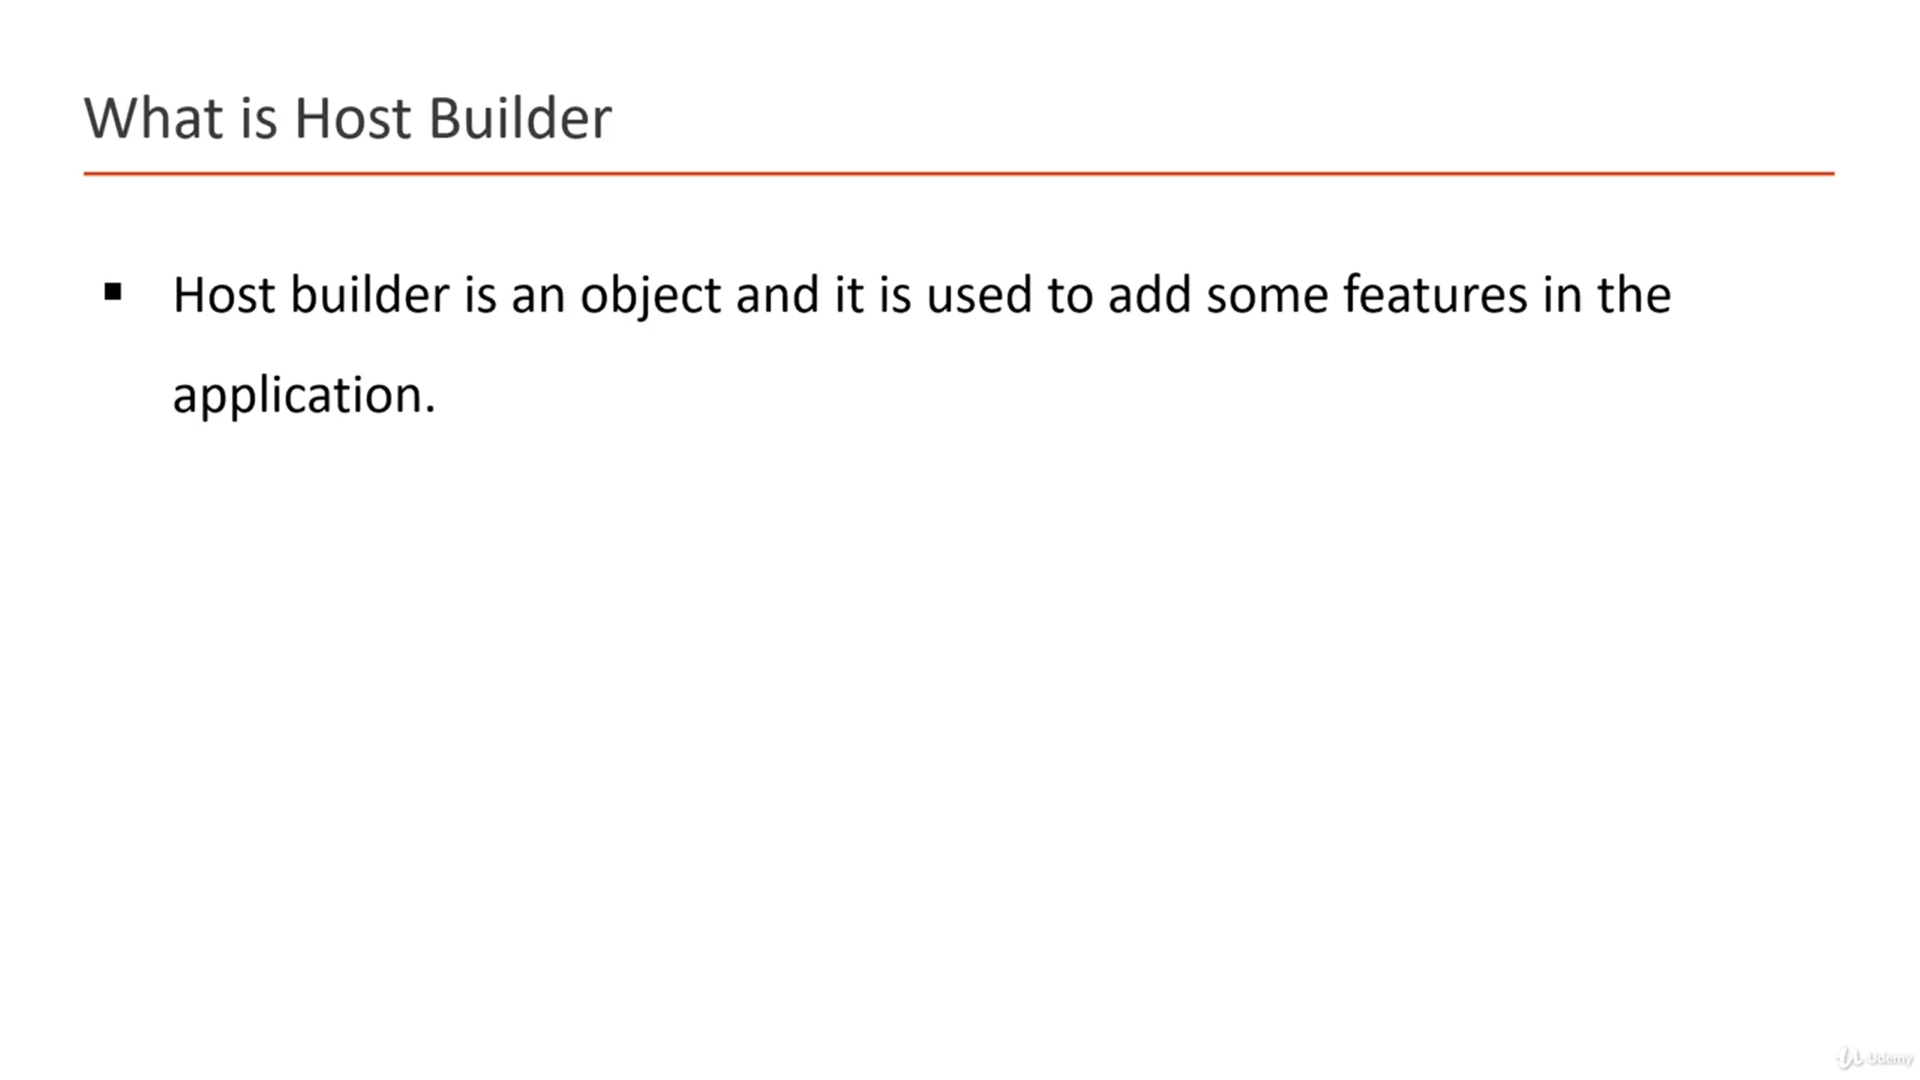 What is Host Builder
▪ Host builder is an object and it is used to add some features in the
application.
Udemy